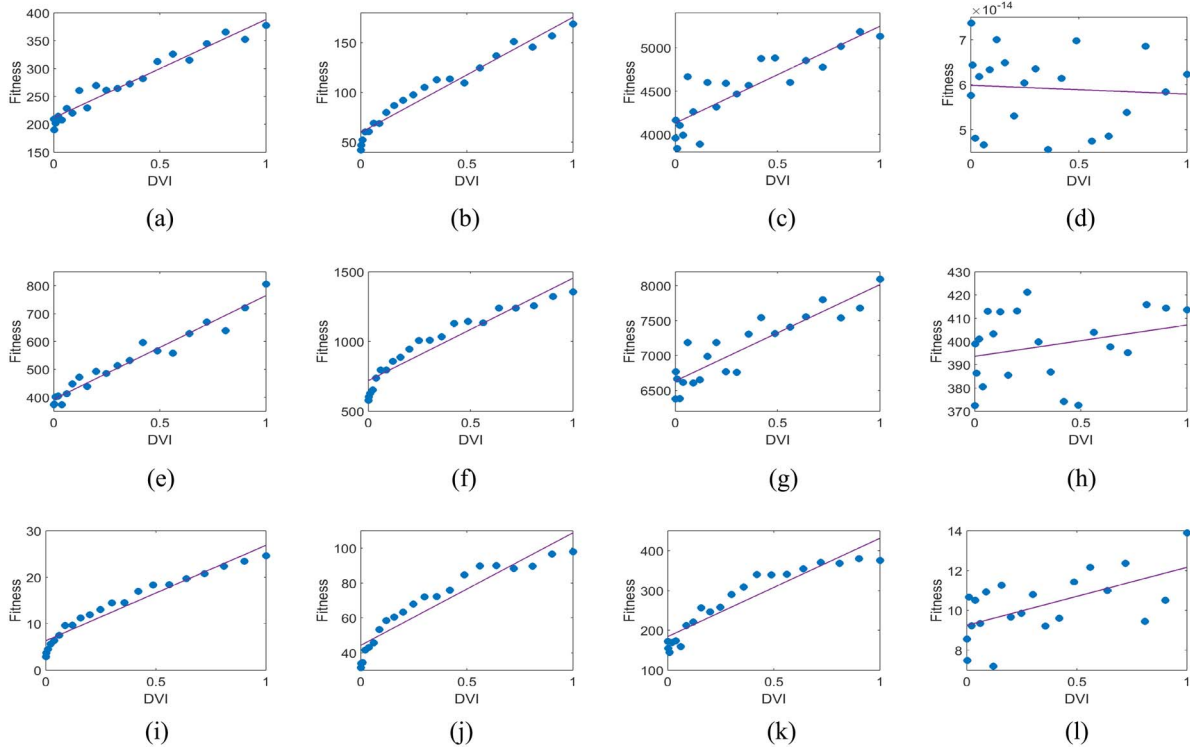 400
350
300
250
200
150
Fitness
0
0.5
1
DVI
(a)
150
100
50
Fitness
0
0.5
1
DVI
(b)
5000
4500
4000
Fitness
0
0.5
1
DVI
(c)
×10-14
7
6
5
Fitness
0
0.5
1
DVI
(d)
800
700
600
500
400
Fitness
0
0.5
1
DVI
(e)
1500
1000
500
Fitness
0
0.5
1
DVI
(f)
8000
7500
7000
6500
Fitness
0
0.5
1
DVI
(g)
430
420
410
400
390
380
370
Fitness
0
0.5
1
DVI
(h)
30
20
10
0
Fitness
0
0.5
1
DVI
(i)
100
80
60
40
Fitness
0
0.5
1
DVI
(j)
400
300
200
100
Fitness
0
0.5
1
DVI
(k)
14
12
10
8
Fitness
0
0.5
1
DVI
(l)